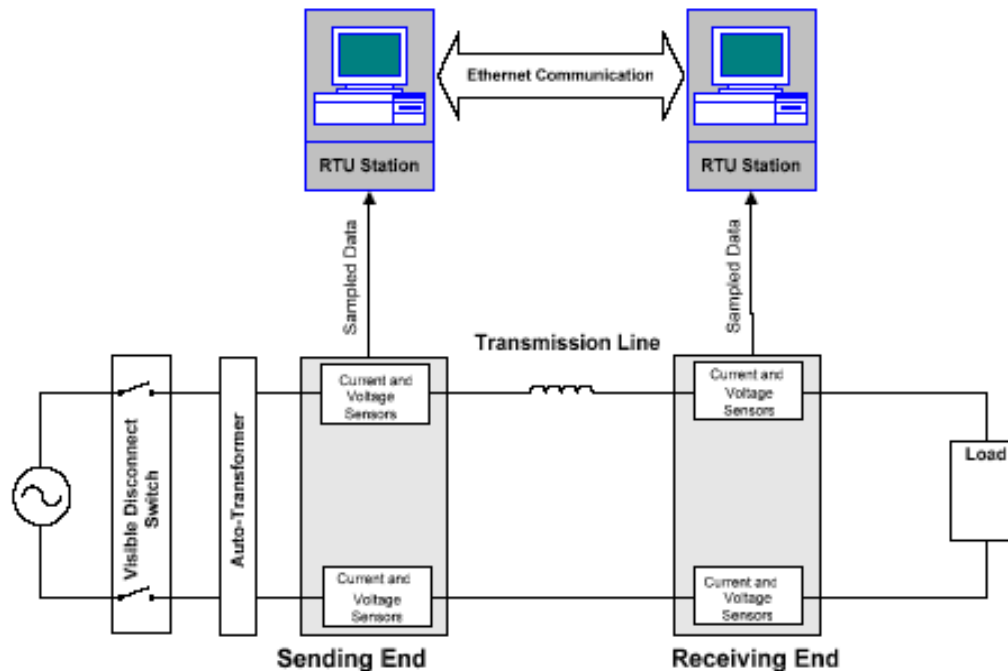 Ethernet Communication
RTU Station
RTU Station
Sampled Data
Sampled Data
Transmission Line
Current and
Voltage
Sensors
Current and
Voltage
Sensors
Visible Disconnect
Switch
Auto-Transformer
Load
Current and
Voltage
Sensors
Current and
Voltage
Sensors
Sending End
Receiving End